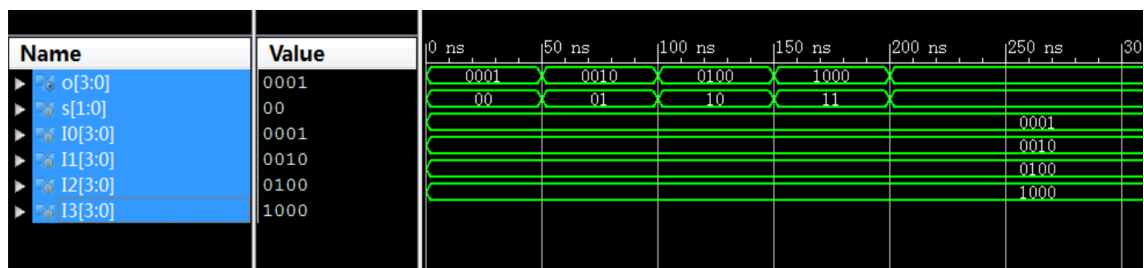 Name Value 0 ns 50 ns 100 ns 150 ns 200 ns 250 ns 30
o[3:0] 0001 0001 0010 0100 1000
s[1:0] 00 00 01 10 11
I0[3:0] 0001 0001
I1[3:0] 0010 0010
I2[3:0] 0100 0100
I3[3:0] 1000 1000